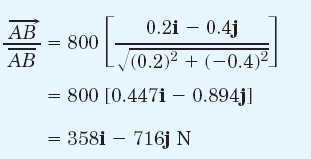 AB⃗ / AB̅ = 800 [ (0.2i − 0.4j) / √((0.2)² + (−0.4)²) ]
= 800 [0.447i − 0.894j]
= 358i − 716j N